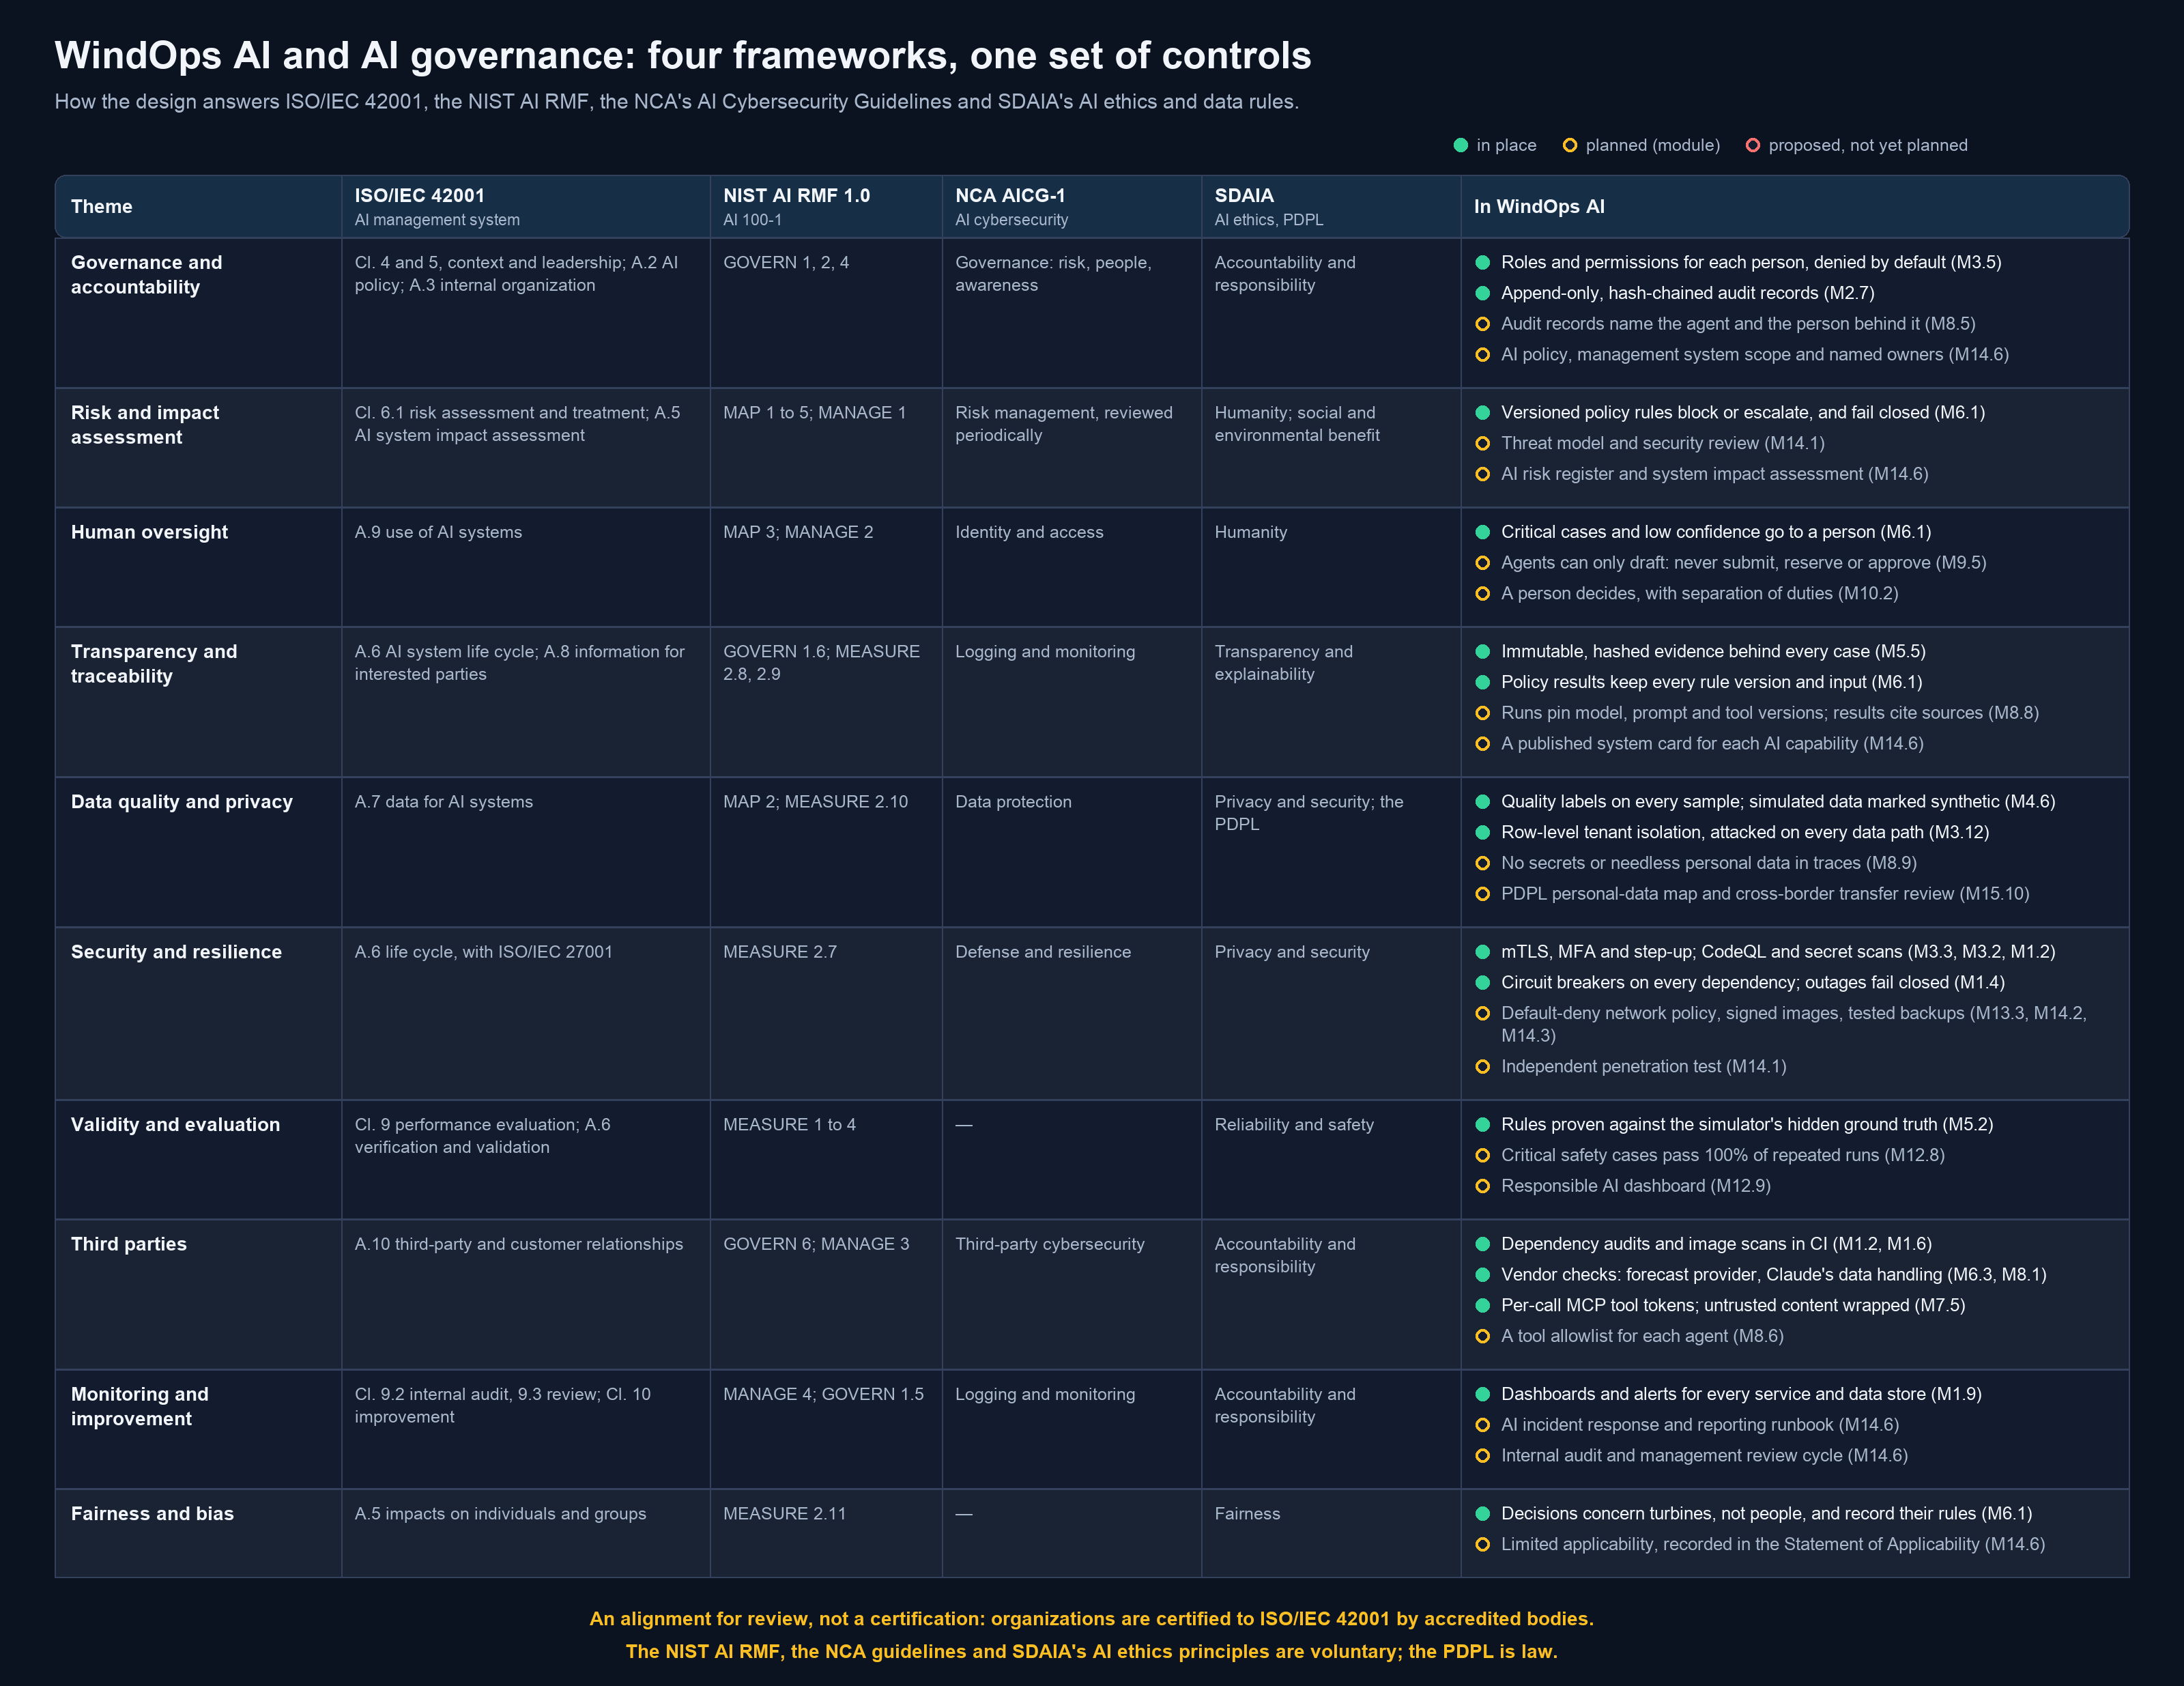 WindOps AI and AI governance: four frameworks, one set of controls
How the design answers ISO/IEC 42001, the NIST AI RMF, the NCA's AI Cybersecurity Guidelines and SDAIA's AI ethics and data rules.
in place
planned (module)
proposed, not yet planned
Theme
ISO/IEC 42001
AI management system
NIST AI RMF 1.0
AI 100-1
NCA AICG-1
AI cybersecurity
SDAIA
AI ethics, PDPL
In WindOps AI
Governance and
accountability
Cl. 4 and 5, context and leadership; A.2 AI
policy; A.3 internal organization
GOVERN 1, 2, 4
Governance: risk, people,
awareness
Accountability and
responsibility
Roles and permissions for each person, denied by default (M3.5)
Append-only, hash-chained audit records (M2.7)
Audit records name the agent and the person behind it (M8.5)
AI policy, management system scope and named owners (M14.6)
Risk and impact
assessment
Cl. 6.1 risk assessment and treatment; A.5
AI system impact assessment
MAP 1 to 5; MANAGE 1
Risk management, reviewed
periodically
Humanity; social and
environmental benefit
Versioned policy rules block or escalate, and fail closed (M6.1)
Threat model and security review (M14.1)
AI risk register and system impact assessment (M14.6)
Human oversight
A.9 use of AI systems
MAP 3; MANAGE 2
Identity and access
Humanity
Critical cases and low confidence go to a person (M6.1)
Agents can only draft: never submit, reserve or approve (M9.5)
A person decides, with separation of duties (M10.2)
Transparency and
traceability
A.6 AI system life cycle; A.8 information for
interested parties
GOVERN 1.6; MEASURE
2.8, 2.9
Logging and monitoring
Transparency and
explainability
Immutable, hashed evidence behind every case (M5.5)
Policy results keep every rule version and input (M6.1)
Runs pin model, prompt and tool versions; results cite sources (M8.8)
A published system card for each AI capability (M14.6)
Data quality and privacy
A.7 data for AI systems
MAP 2; MEASURE 2.10
Data protection
Privacy and security; the
PDPL
Quality labels on every sample; simulated data marked synthetic (M4.6)
Row-level tenant isolation, attacked on every data path (M3.12)
No secrets or needless personal data in traces (M8.9)
PDPL personal-data map and cross-border transfer review (M15.10)
Security and resilience
A.6 life cycle, with ISO/IEC 27001
MEASURE 2.7
Defense and resilience
Privacy and security
mTLS, MFA and step-up; CodeQL and secret scans (M3.3, M3.2, M1.2)
Circuit breakers on every dependency; outages fail closed (M1.4)
Default-deny network policy, signed images, tested backups (M13.3, M14.2,
M14.3)
Independent penetration test (M14.1)
Validity and evaluation
Cl. 9 performance evaluation; A.6
verification and validation
MEASURE 1 to 4
—
Reliability and safety
Rules proven against the simulator's hidden ground truth (M5.2)
Critical safety cases pass 100% of repeated runs (M12.8)
Responsible AI dashboard (M12.9)
Third parties
A.10 third-party and customer relationships
GOVERN 6; MANAGE 3
Third-party cybersecurity
Accountability and
responsibility
Dependency audits and image scans in CI (M1.2, M1.6)
Vendor checks: forecast provider, Claude's data handling (M6.3, M8.1)
Per-call MCP tool tokens; untrusted content wrapped (M7.5)
A tool allowlist for each agent (M8.6)
Monitoring and
improvement
Cl. 9.2 internal audit, 9.3 review; Cl. 10
improvement
MANAGE 4; GOVERN 1.5
Logging and monitoring
Accountability and
responsibility
Dashboards and alerts for every service and data store (M1.9)
AI incident response and reporting runbook (M14.6)
Internal audit and management review cycle (M14.6)
Fairness and bias
A.5 impacts on individuals and groups
MEASURE 2.11
—
Fairness
Decisions concern turbines, not people, and record their rules (M6.1)
Limited applicability, recorded in the Statement of Applicability (M14.6)
An alignment for review, not a certification: organizations are certified to ISO/IEC 42001 by accredited bodies.
The NIST AI RMF, the NCA guidelines and SDAIA's AI ethics principles are voluntary; the PDPL is law.